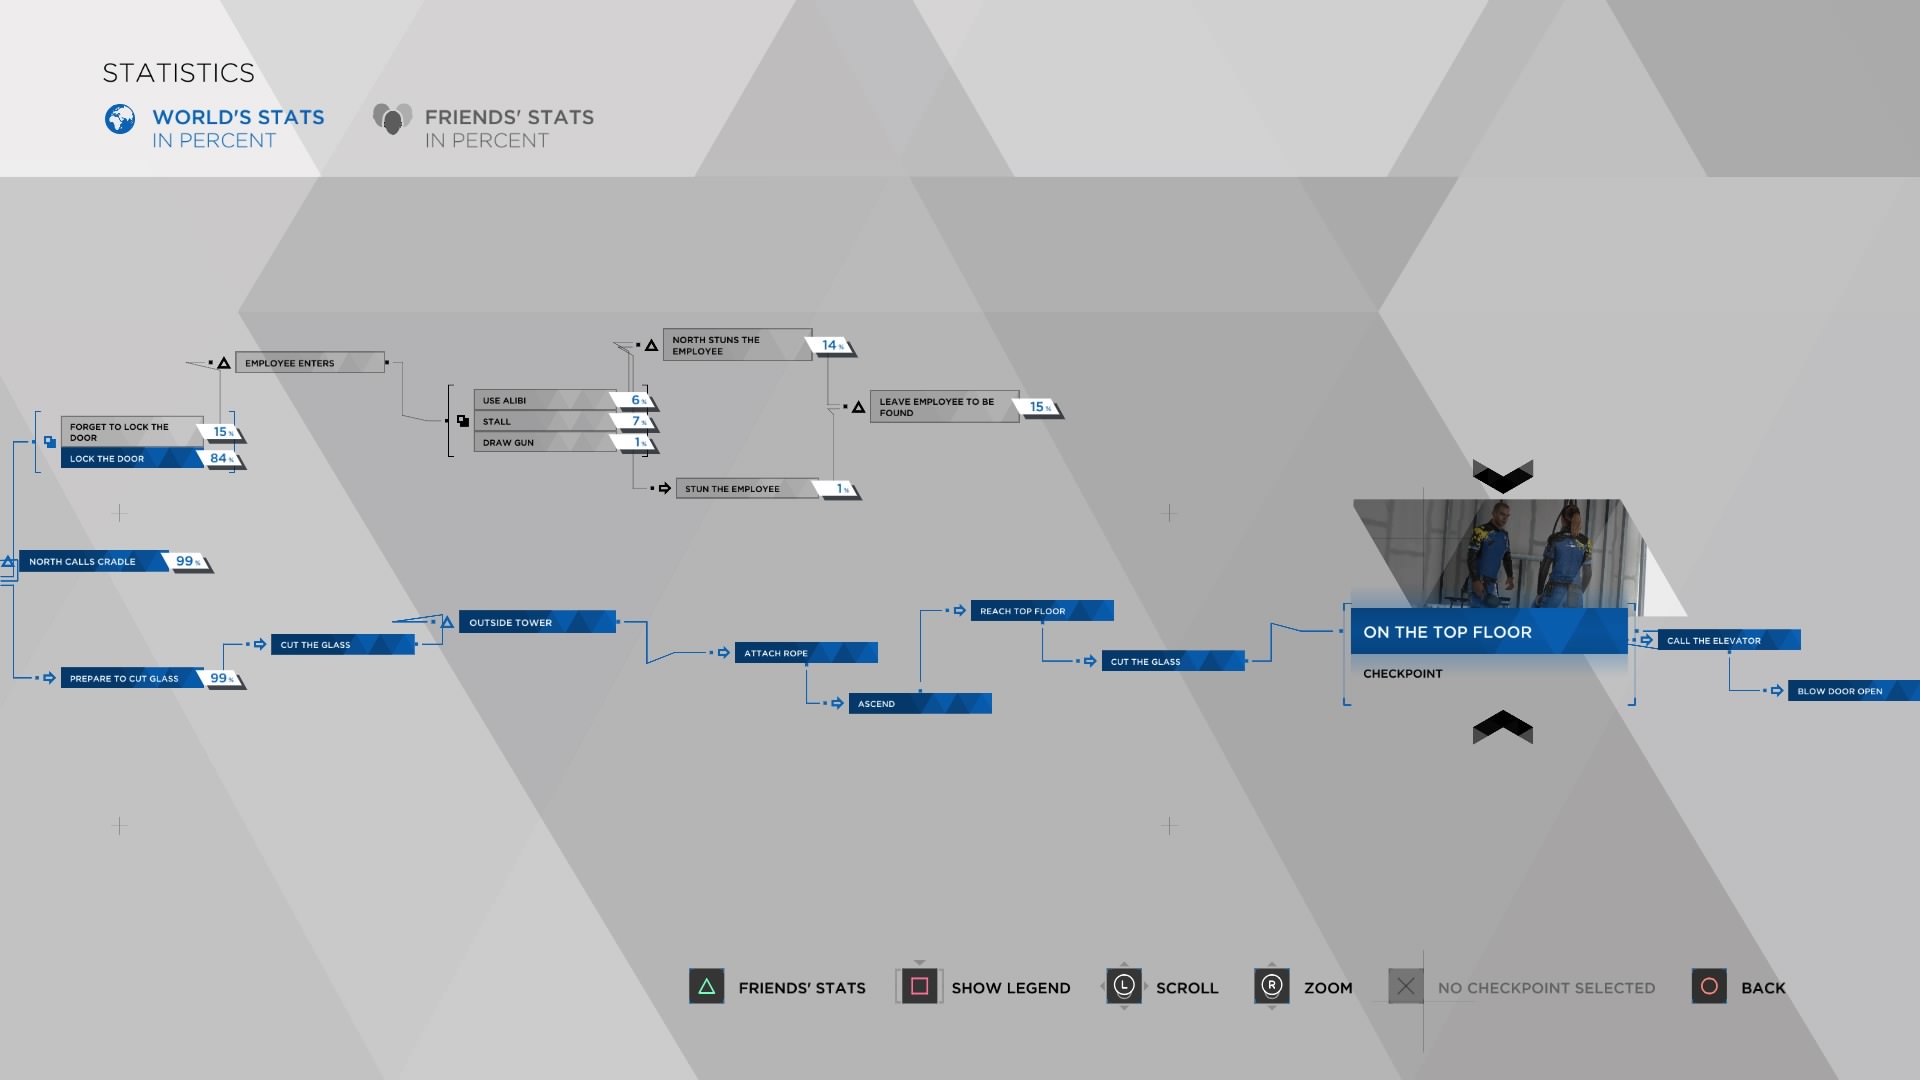 STATISTICS
WORLD'S STATS
IN PERCENT
FRIENDS' STATS
IN PERCENT
NORTH STUNS THE
EMPLOYEE
14%
EMPLOYEE ENTERS
USE ALIBI
6%
STALL
7%
DRAW GUN
1%
LEAVE EMPLOYEE TO BE
FOUND
15%
FORGET TO LOCK THE
DOOR
15%
LOCK THE DOOR
84%
STUN THE EMPLOYEE
1%
NORTH CALLS CRADLE
99%
OUTSIDE TOWER
REACH TOP FLOOR
CUT THE GLASS
ATTACH ROPE
CUT THE GLASS
ON THE TOP FLOOR
CALL THE ELEVATOR
CHECKPOINT
PREPARE TO CUT GLASS
99%
ASCEND
BLOW DOOR OPEN
FRIENDS' STATS
SHOW LEGEND
L
SCROLL
R
ZOOM
NO CHECKPOINT SELECTED
BACK